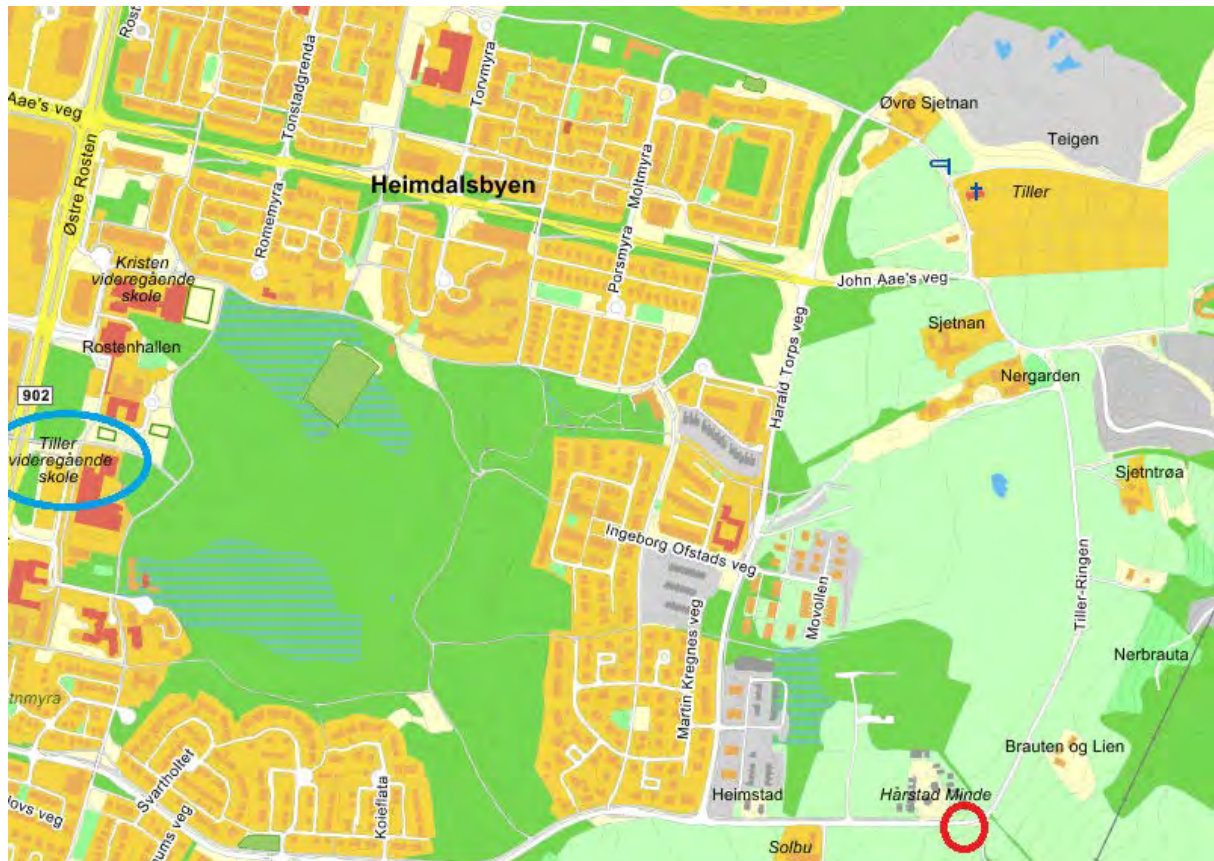 Rost
Aae's veg
Østre Rosten
Tonstadgrenda
Torvmyra
Romemyra
Heimdalsbyen
Moltmyra
Porsmyra
Øvre Sjetnan
Teigen
Tiller
John Aae's veg
Harald Torps veg
Kristen
videregående
skole
Rostenhallen
902
Tiller
videregående
skole
Sjetnan
Nergarden
Sjetntrøa
Ingeborg Ofstads veg
Movollen
Martin Kregnes veg
Tiller-Ringen
Nerbrauta
tnmyra
Svartholtet
Koieflata
lovs veg
nums veg
Heimstad
Hårstad Minde
Brauten og Lien
Solbu